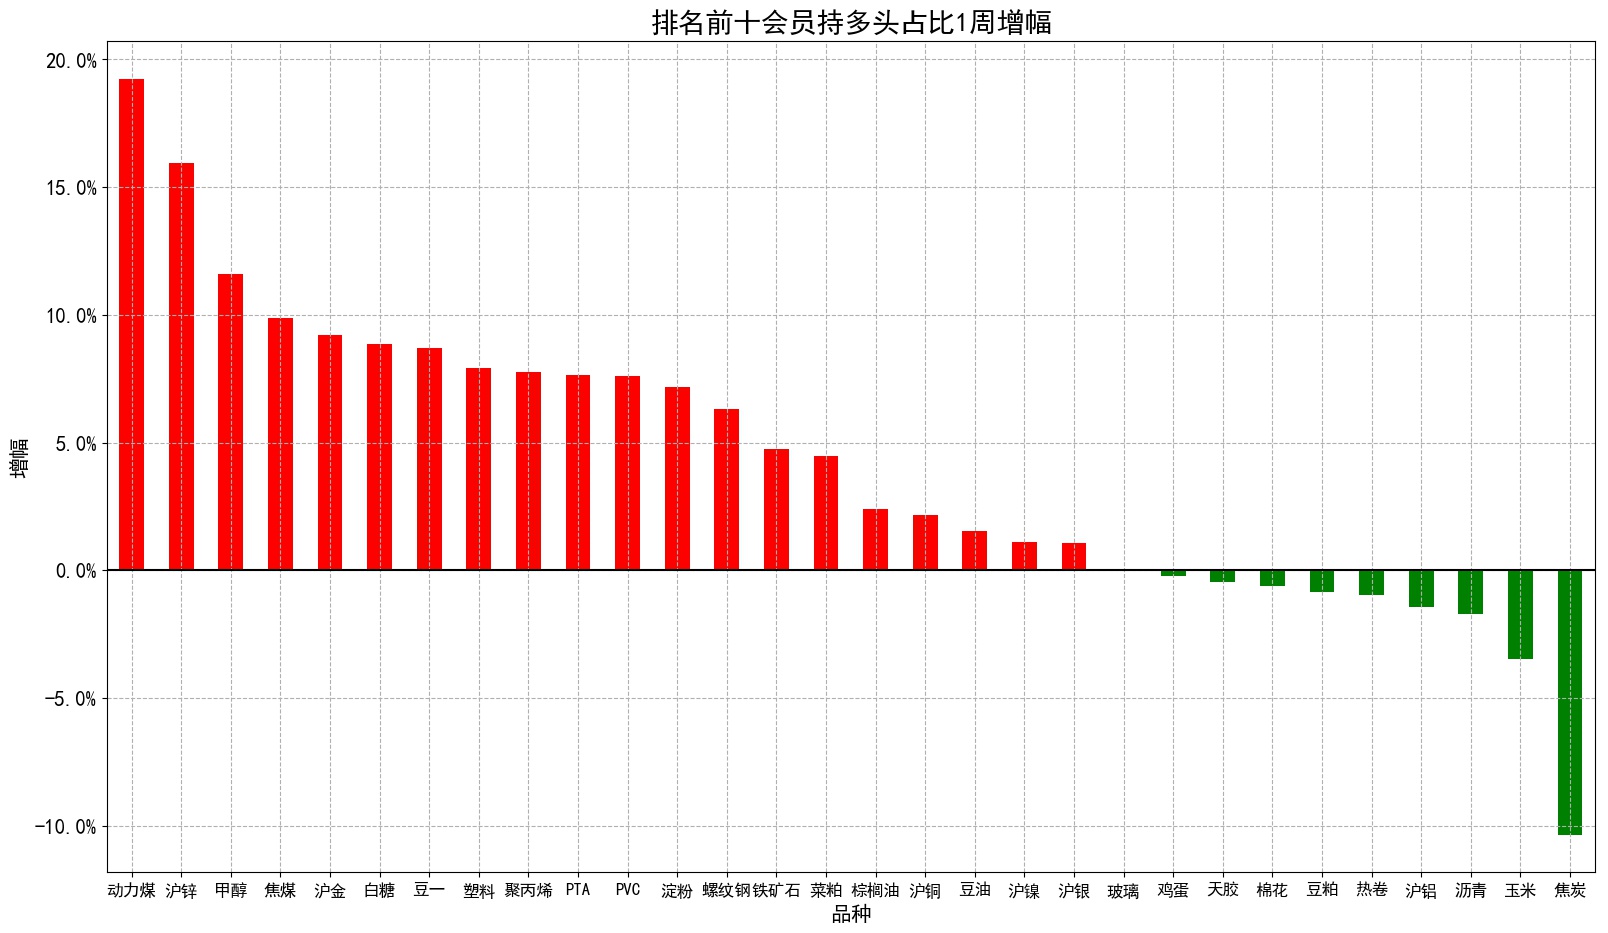 排名前十会员持多头占比1周增幅
20.0%
15.0%
10.0%
5.0%
0.0%
−5.0%
−10.0%
增幅
动力煤 沪锌 甲醇 焦煤 沪金 白糖 豆一 塑料 聚丙烯 PTA PVC 淀粉 螺纹钢 铁矿石 菜粕 棕榈油 沪铜 豆油 沪镍 沪银 玻璃 鸡蛋 天胶 棉花 豆粕 热卷 沪铝 沥青 玉米 焦炭
品种